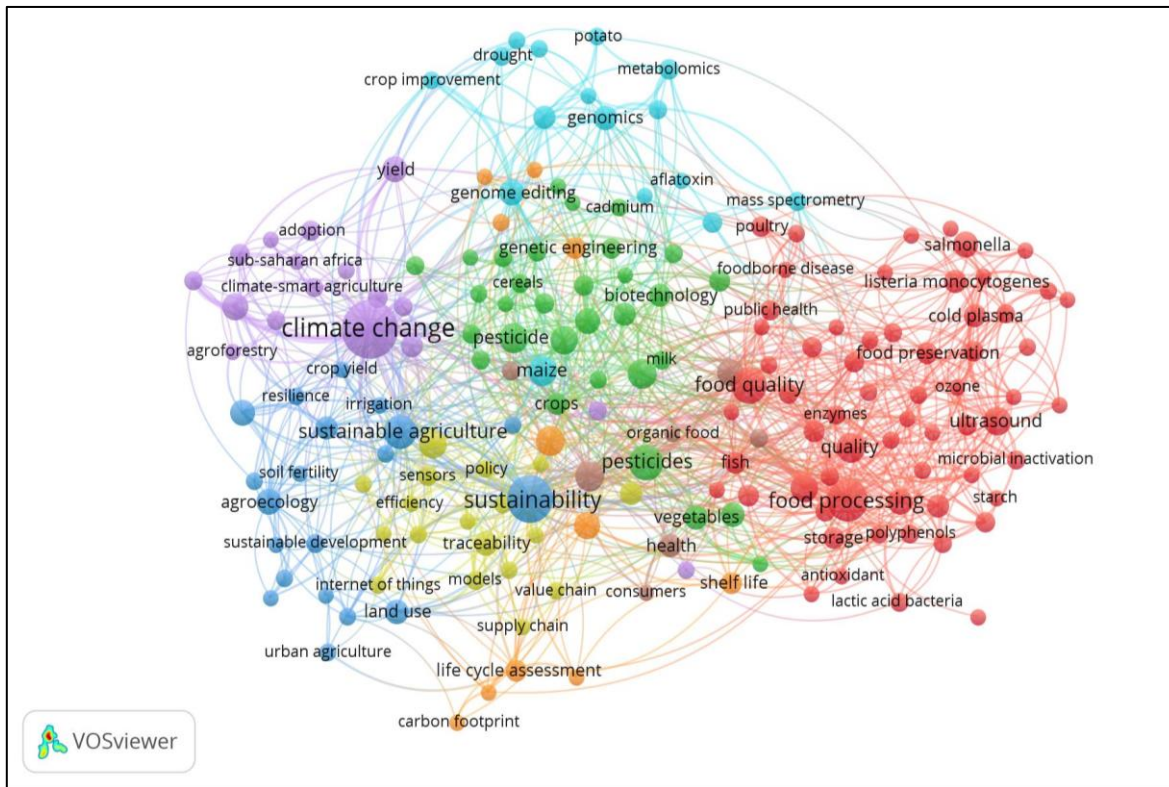 potato
drought
metabolomics
crop improvement
genomics
yield
aflatoxin
genome editing
mass spectrometry
cadmium
poultry
adoption
genetic engineering
salmonella
sub-saharan africa
foodborne disease
cereals
listeria monocytogenes
climate-smart agriculture
biotechnology
public health
cold plasma
climate change
pesticide
agroforestry
milk
food preservation
crop yield
maize
food quality
ozone
resilience
irrigation
crops
enzymes
ultrasound
sustainable agriculture
organic food
quality
microbial inactivation
soil fertility
sensors
policy
pesticides
fish
agroecology
efficiency
sustainability
food processing
starch
vegetables
sustainable development
traceability
health
storage
polyphenols
internet of things
models
value chain
consumers
shelf life
antioxidant
land use
supply chain
lactic acid bacteria
urban agriculture
life cycle assessment
carbon footprint
VOSviewer